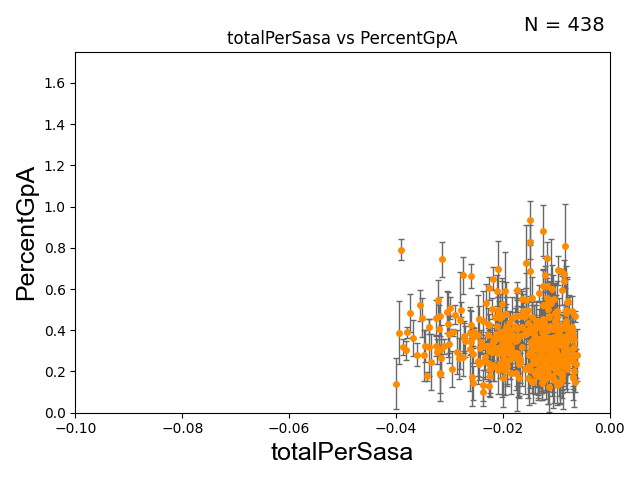 N = 438
totalPerSasa vs PercentGpA
PercentGpA
1.6
1.4
1.2
1.0
0.8
0.6
0.4
0.2
0.0
−0.10 −0.08 −0.06 −0.04 −0.02 0.00
totalPerSasa